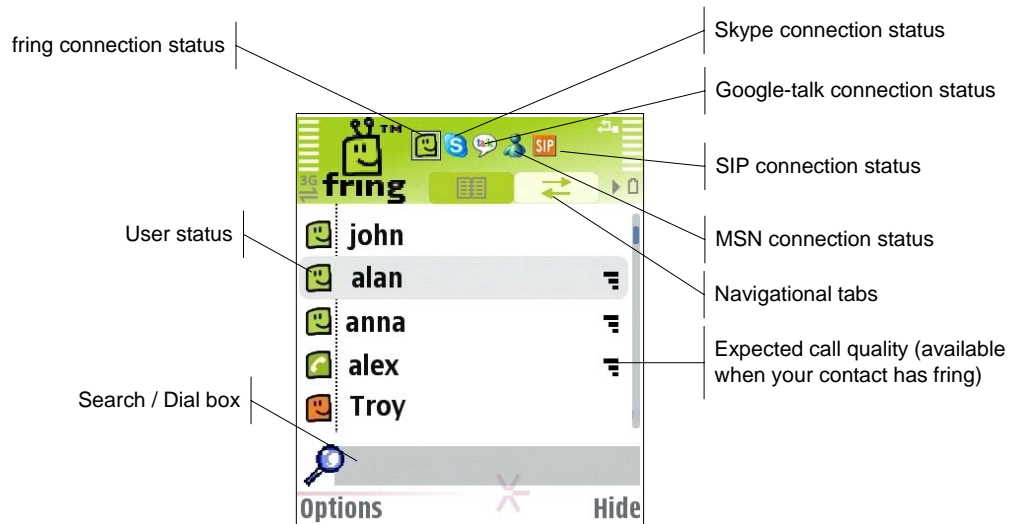 fring connection status
Skype connection status
Google-talk connection status
SIP connection status
MSN connection status
Navigational tabs
Expected call quality (available
when your contact has fring)
User status
Search / Dial box
TM
S
talk
SIP
3G
fring
john
alan
anna
alex
Troy
Options
Hide